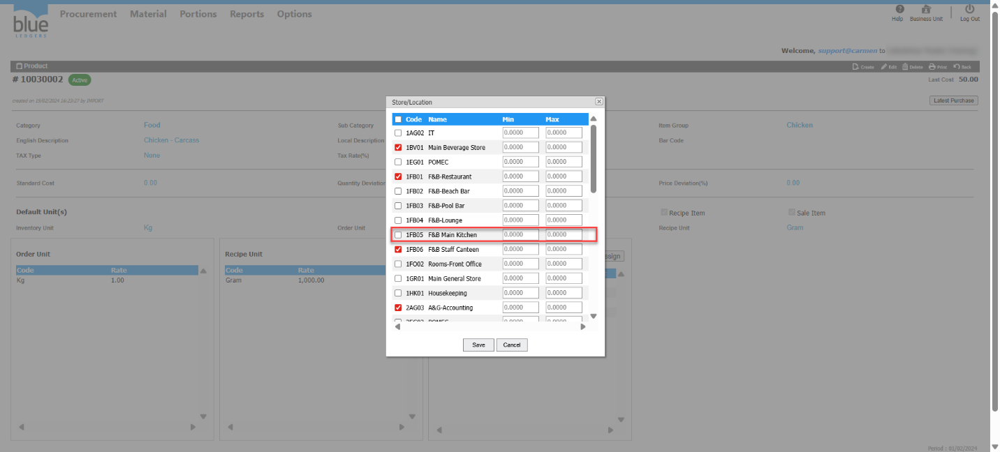 blue
LEDGERS
Procurement Material Portions Reports Options
Help Business Unit Log Out
Welcome, support@carmen to
Product
Create Edit Delete Print Back
# 10030002 Active
Last Cost 50.00
created on 19/02/2024 16:23:27 by IMPORT
Latest Purchase
Category Food Sub Category Item Group Chicken
English Description Chicken - Carcass Local Description Bar Code
TAX Type None Tax Rate(%)
Standard Cost 0.00 Quantity Deviation Price Deviation(%) 0.00
Default Unit(s) Recipe Item Sale Item
Inventory Unit Kg Order Unit Recipe Unit Gram
Order Unit
Code Rate
Kg 1.00
Recipe Unit
Code Rate
Gram 1,000.00
Store/Location
Code Name Min Max
1AG02 IT 0.0000 0.0000
1BV01 Main Beverage Store 0.0000 0.0000
1EG01 POMEC 0.0000 0.0000
1FB01 F&B-Restaurant 0.0000 0.0000
1FB02 F&B-Beach Bar 0.0000 0.0000
1FB03 F&B-Pool Bar 0.0000 0.0000
1FB04 F&B-Lounge 0.0000 0.0000
1FB05 F&B Main Kitchen 0.0000 0.0000
1FB06 F&B Staff Canteen 0.0000 0.0000
1FO02 Rooms-Front Office 0.0000 0.0000
1GR01 Main General Store 0.0000 0.0000
1HK01 Housekeeping 0.0000 0.0000
2AG03 A&G-Accounting 0.0000 0.0000
Save Cancel
Period : 01/02/2024